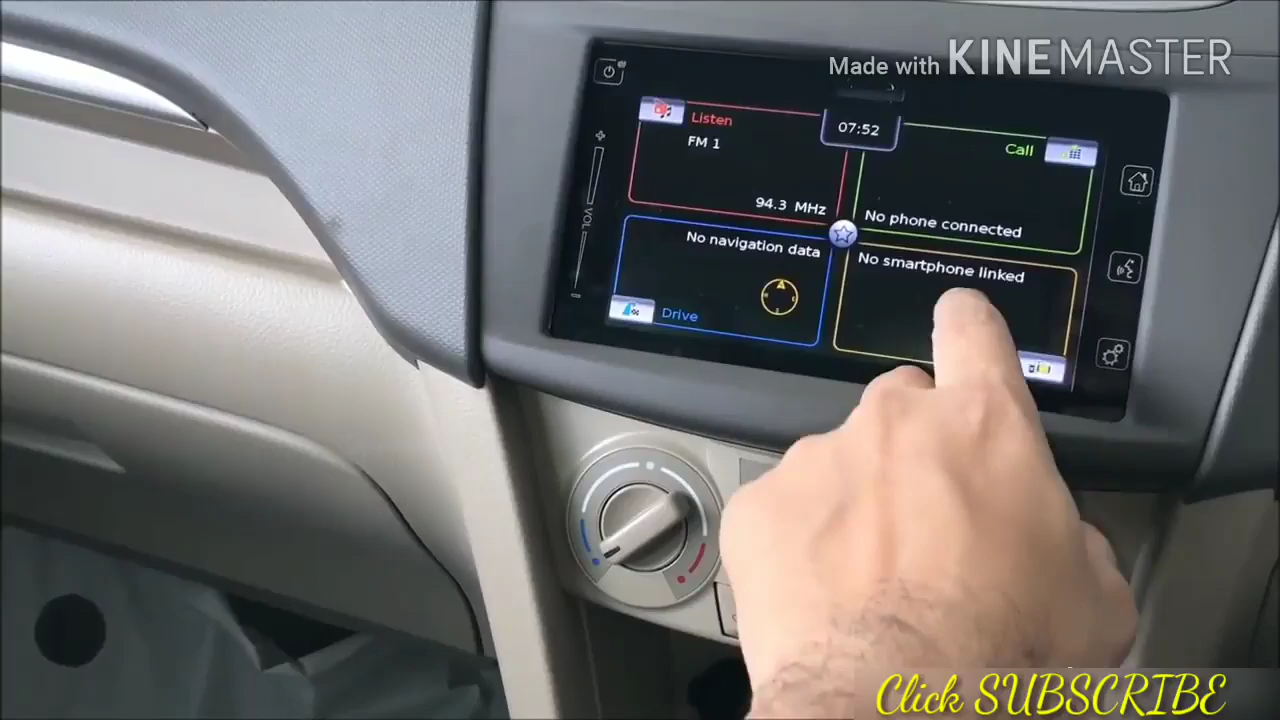 Made with KINEMASTER
Listen
FM 1
94.3 MHz
07:52
Call
No phone connected
VOL
No navigation data
Drive
No smartphone linked
Click SUBSCRIBE